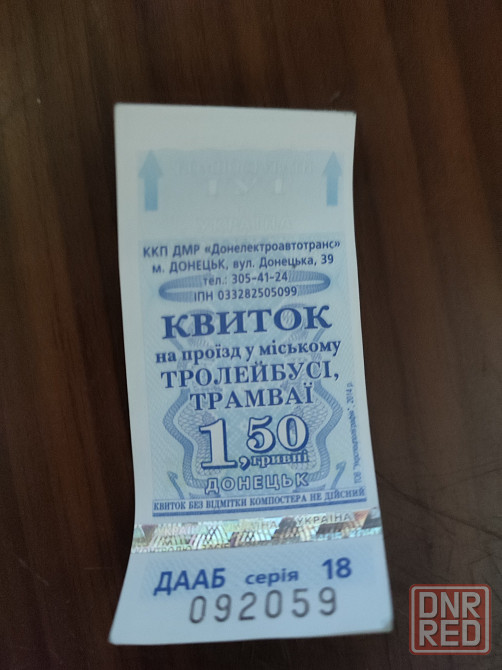 ККП ДМР «Донелектроавтотранс»
м. ДОНЕЦЬК, вул. Донецька, 39
тел.: 305-41-24
ІПН 033282505099
КВИТОК
на проїзд у міському
ТРОЛЕЙБУСІ,
ТРАМВАЇ
1,50
гривні
ДОНЕЦЬК
КВИТОК БЕЗ ВІДМІТКИ КОМПОСТЕРА НЕ ДІЙСНИЙ
УКРАЇНА
ДААБ серія 18
092059
DNR
RED